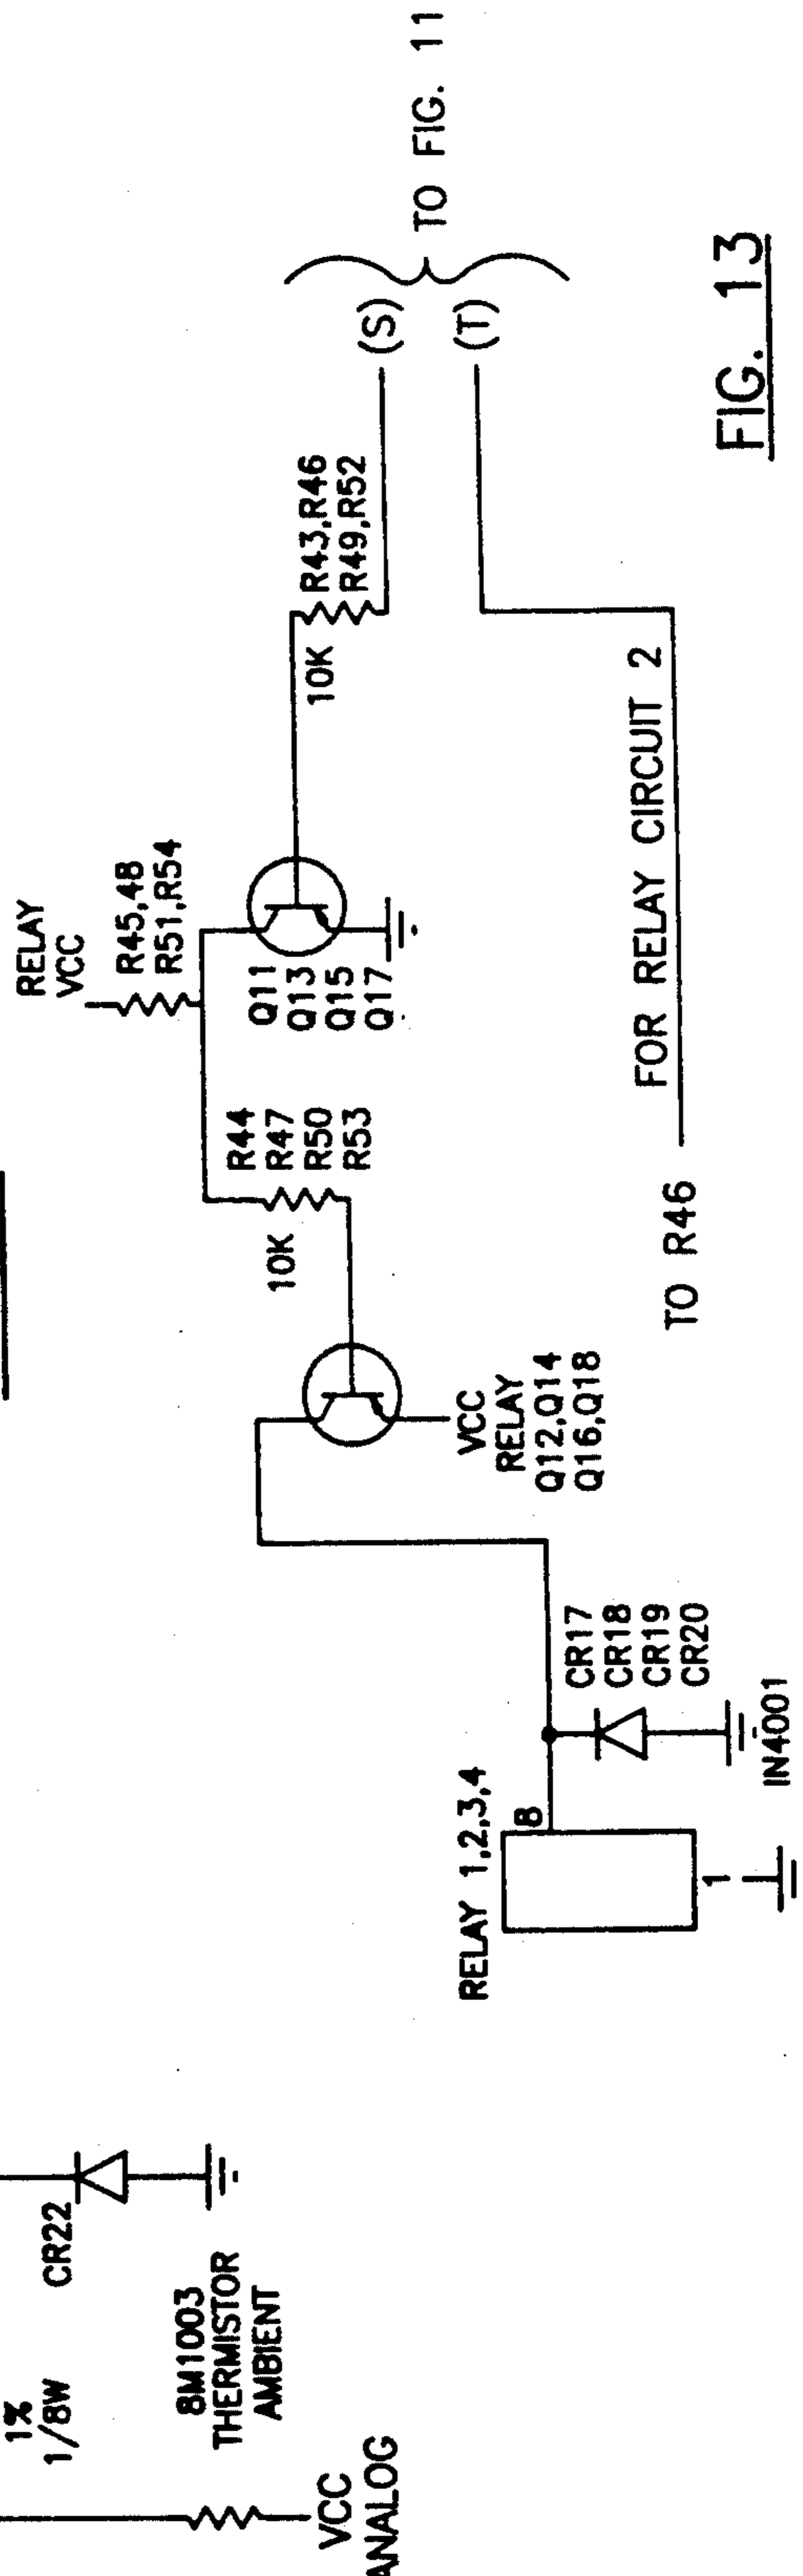 1%
1/8W
CR22
8M1003
THERMISTOR
AMBIENT
VCC
ANALOG
RELAY 1,2,3,4
8
1
CR17
CR18
CR19
CR20
IN4001
VCC
RELAY
Q12,Q14
Q16,Q18
10K
R44
R47
R50
R53
RELAY
VCC
R45,48
R51,R54
Q11
Q13
Q15
Q17
10K
R43,R46
R49,R52
(S)
(T)
TO FIG. 11
TO R46
FOR RELAY CIRCUIT 2
FIG. 13